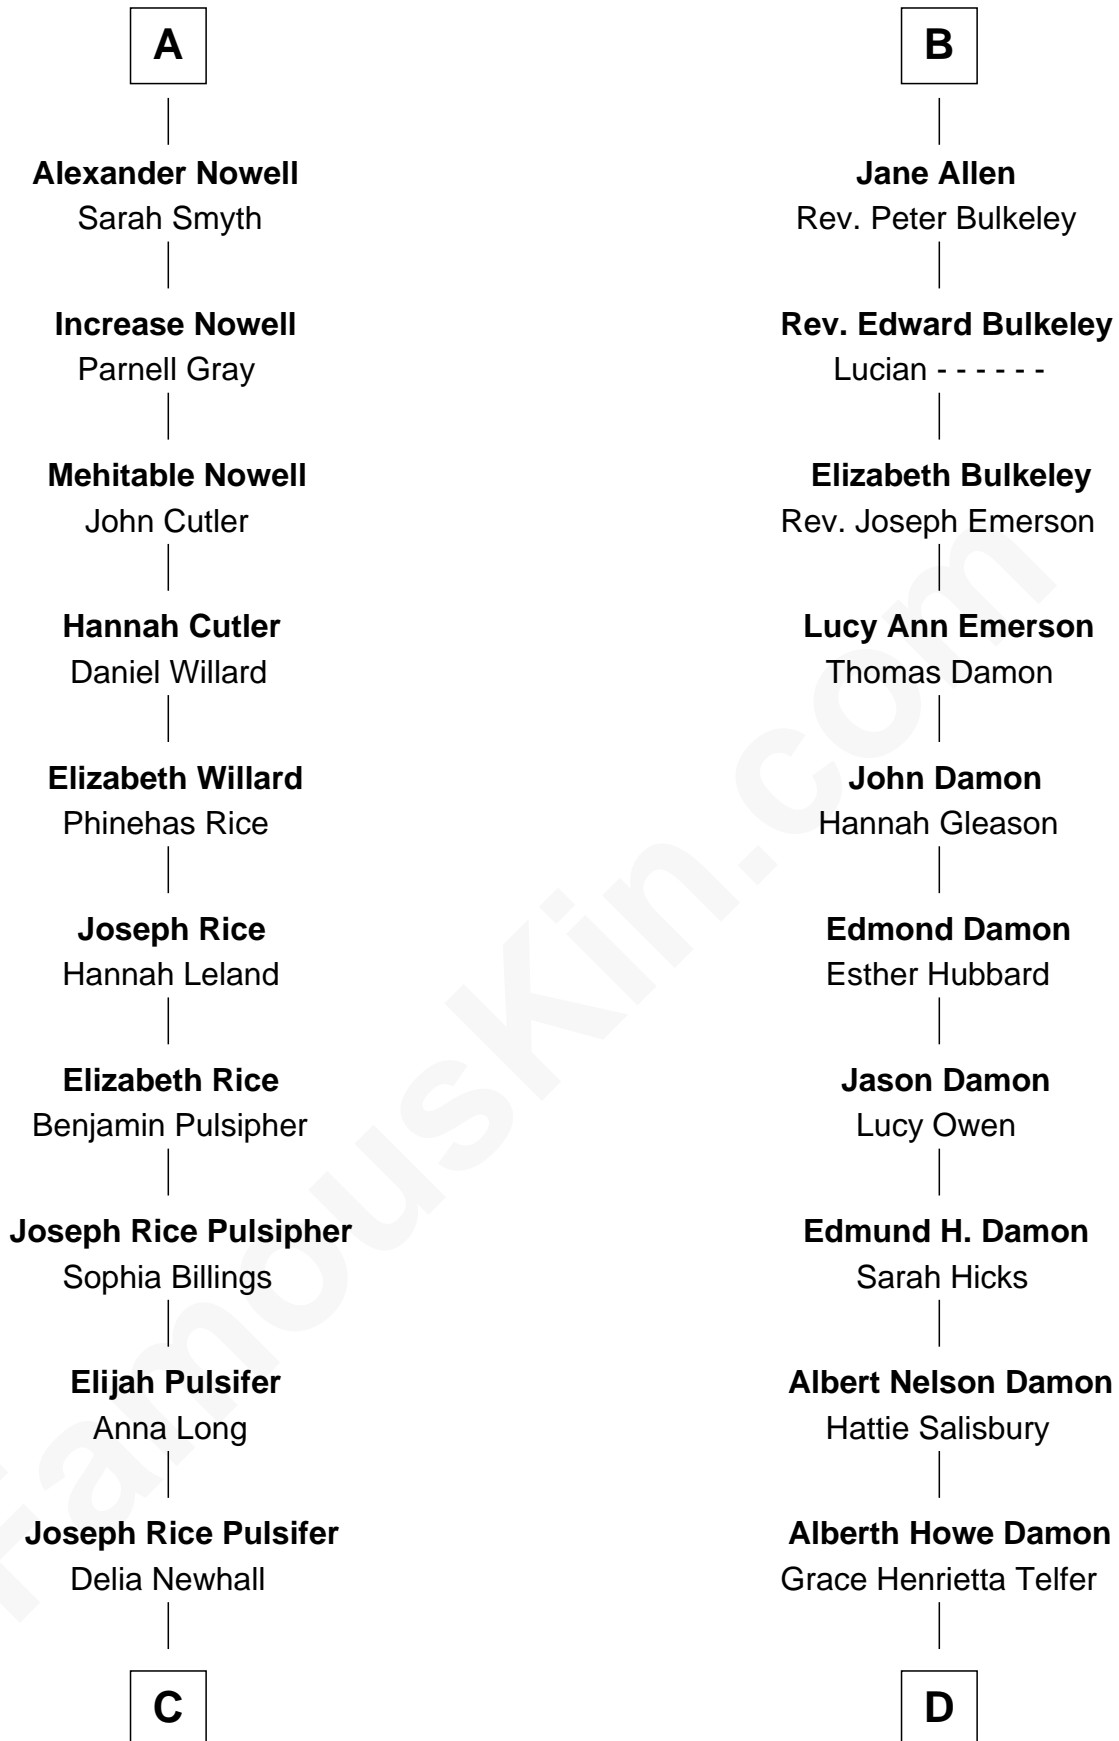 A
Alexander Nowell
Sarah Smyth
Increase Nowell
Parnell Gray
Mehitable Nowell
John Cutler
Hannah Cutler
Daniel Willard
Elizabeth Willard
Phinehas Rice
Joseph Rice
Hannah Leland
Elizabeth Rice
Benjamin Pulsipher
Joseph Rice Pulsipher
Sophia Billings
Elijah Pulsifer
Anna Long
Joseph Rice Pulsifer
Delia Newhall
C
B
Jane Allen
Rev. Peter Bulkeley
Rev. Edward Bulkeley
Lucian - - - - - -
Elizabeth Bulkeley
Rev. Joseph Emerson
Lucy Ann Emerson
Thomas Damon
John Damon
Hannah Gleason
Edmond Damon
Esther Hubbard
Jason Damon
Lucy Owen
Edmund H. Damon
Sarah Hicks
Albert Nelson Damon
Hattie Salisbury
Alberth Howe Damon
Grace Henrietta Telfer
D
FamousKin.com